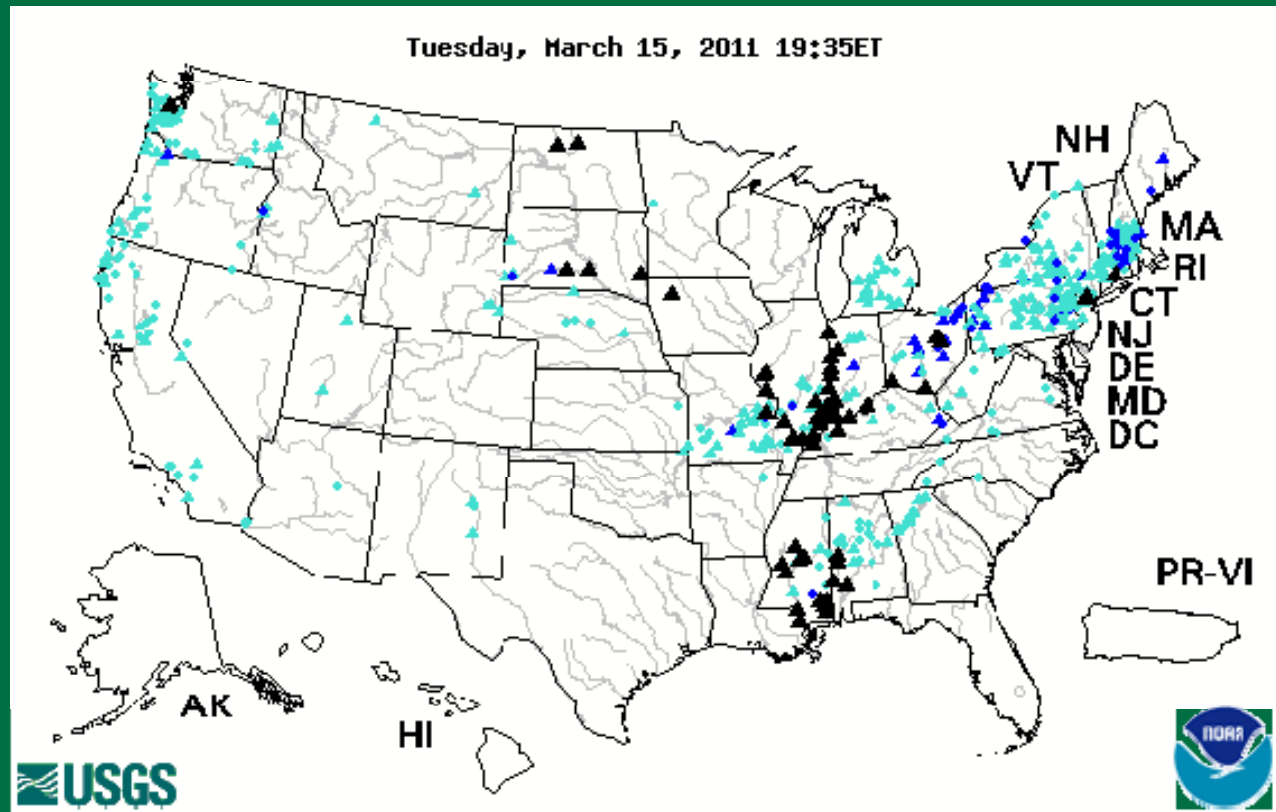 Tuesday, March 15, 2011 19:35ET
NH
VT
MA
RI
CT
NJ
DE
MD
DC
PR-VI
AK
HI
USGS
NOAA